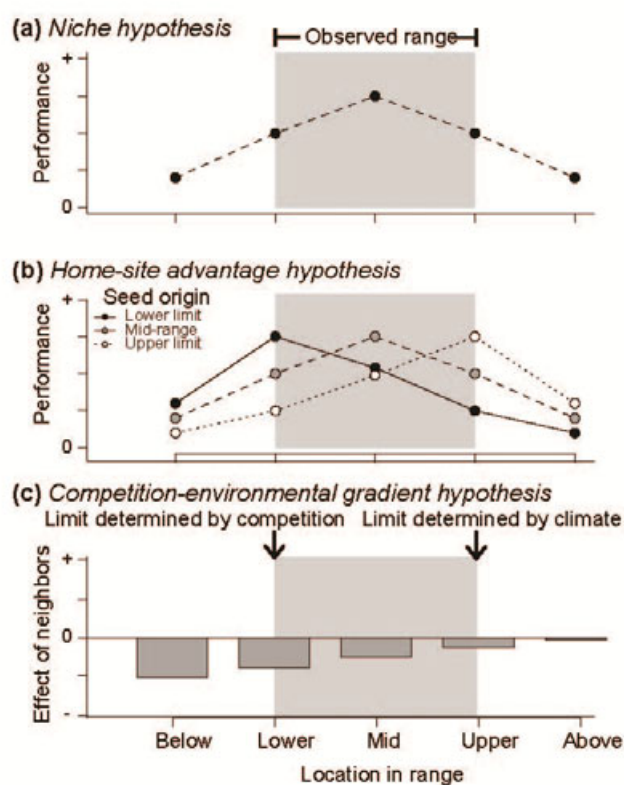 (a) Niche hypothesis
Observed range
+
Performance
0
(b) Home-site advantage hypothesis
+
Seed origin
Lower limit
Mid-range
Upper limit
Performance
0
(c) Competition-environmental gradient hypothesis
Limit determined by competition Limit determined by climate
+
Effect of neighbors
0
-
Below Lower Mid Upper Above
Location in range